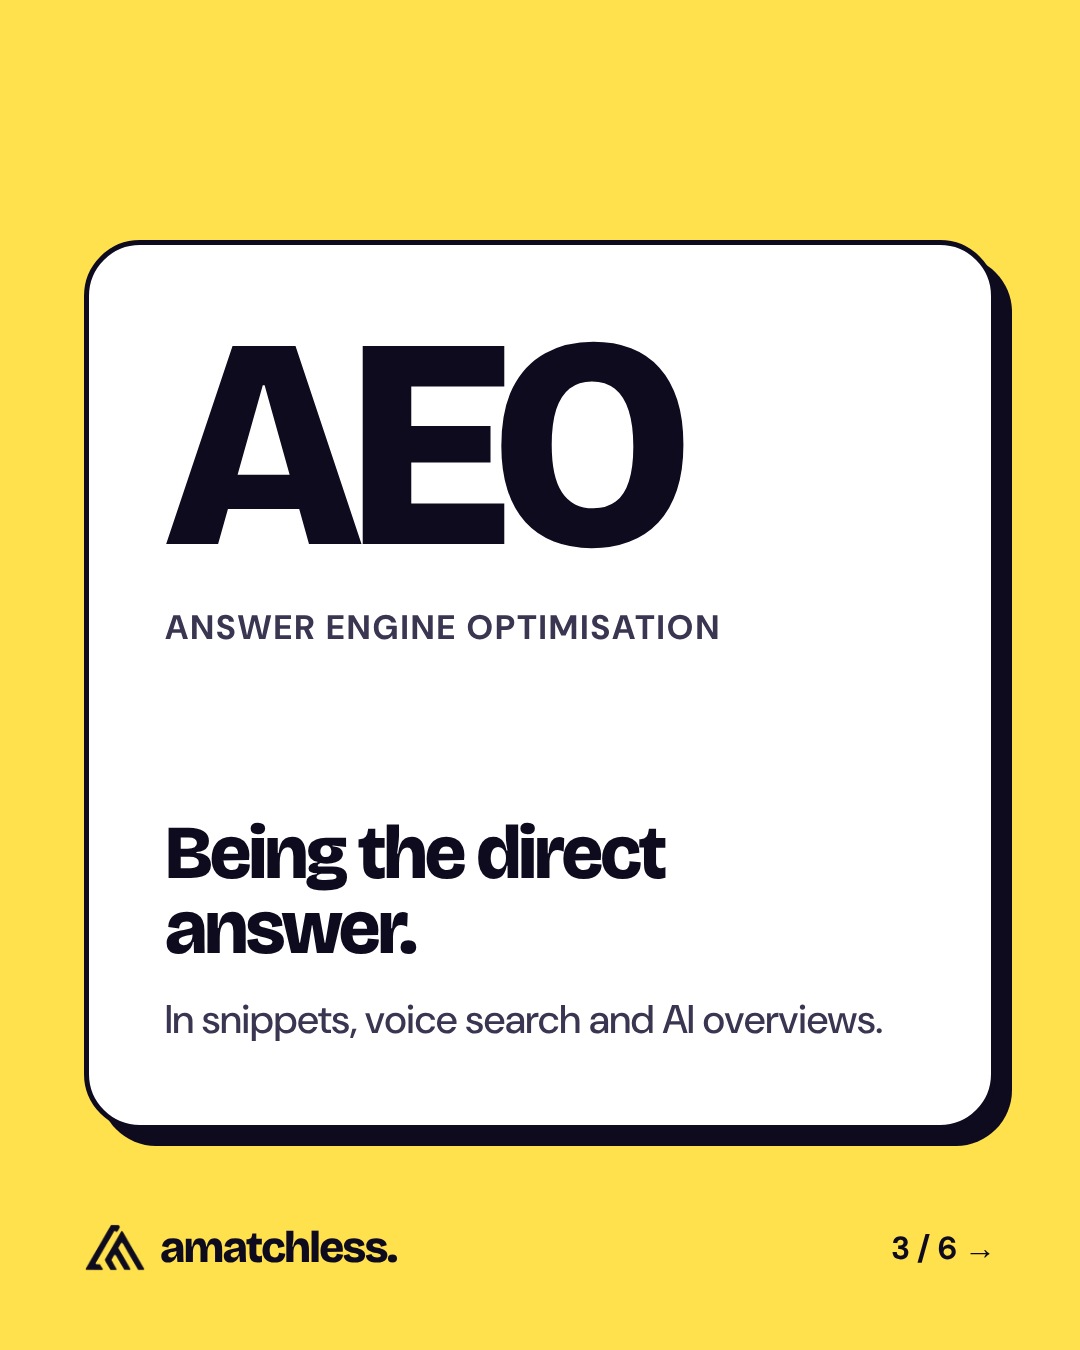 AEO
ANSWER ENGINE OPTIMISATION
Being the direct
answer.
In snippets, voice search and AI overviews.
amatchless.
3 / 6 →